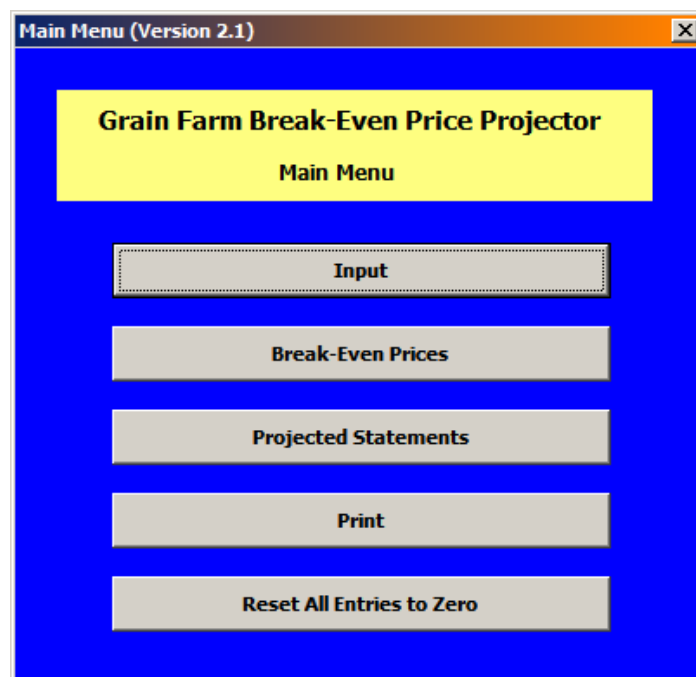 Main Menu (Version 2.1)
Grain Farm Break-Even Price Projector
Main Menu
Input
Break-Even Prices
Projected Statements
Print
Reset All Entries to Zero